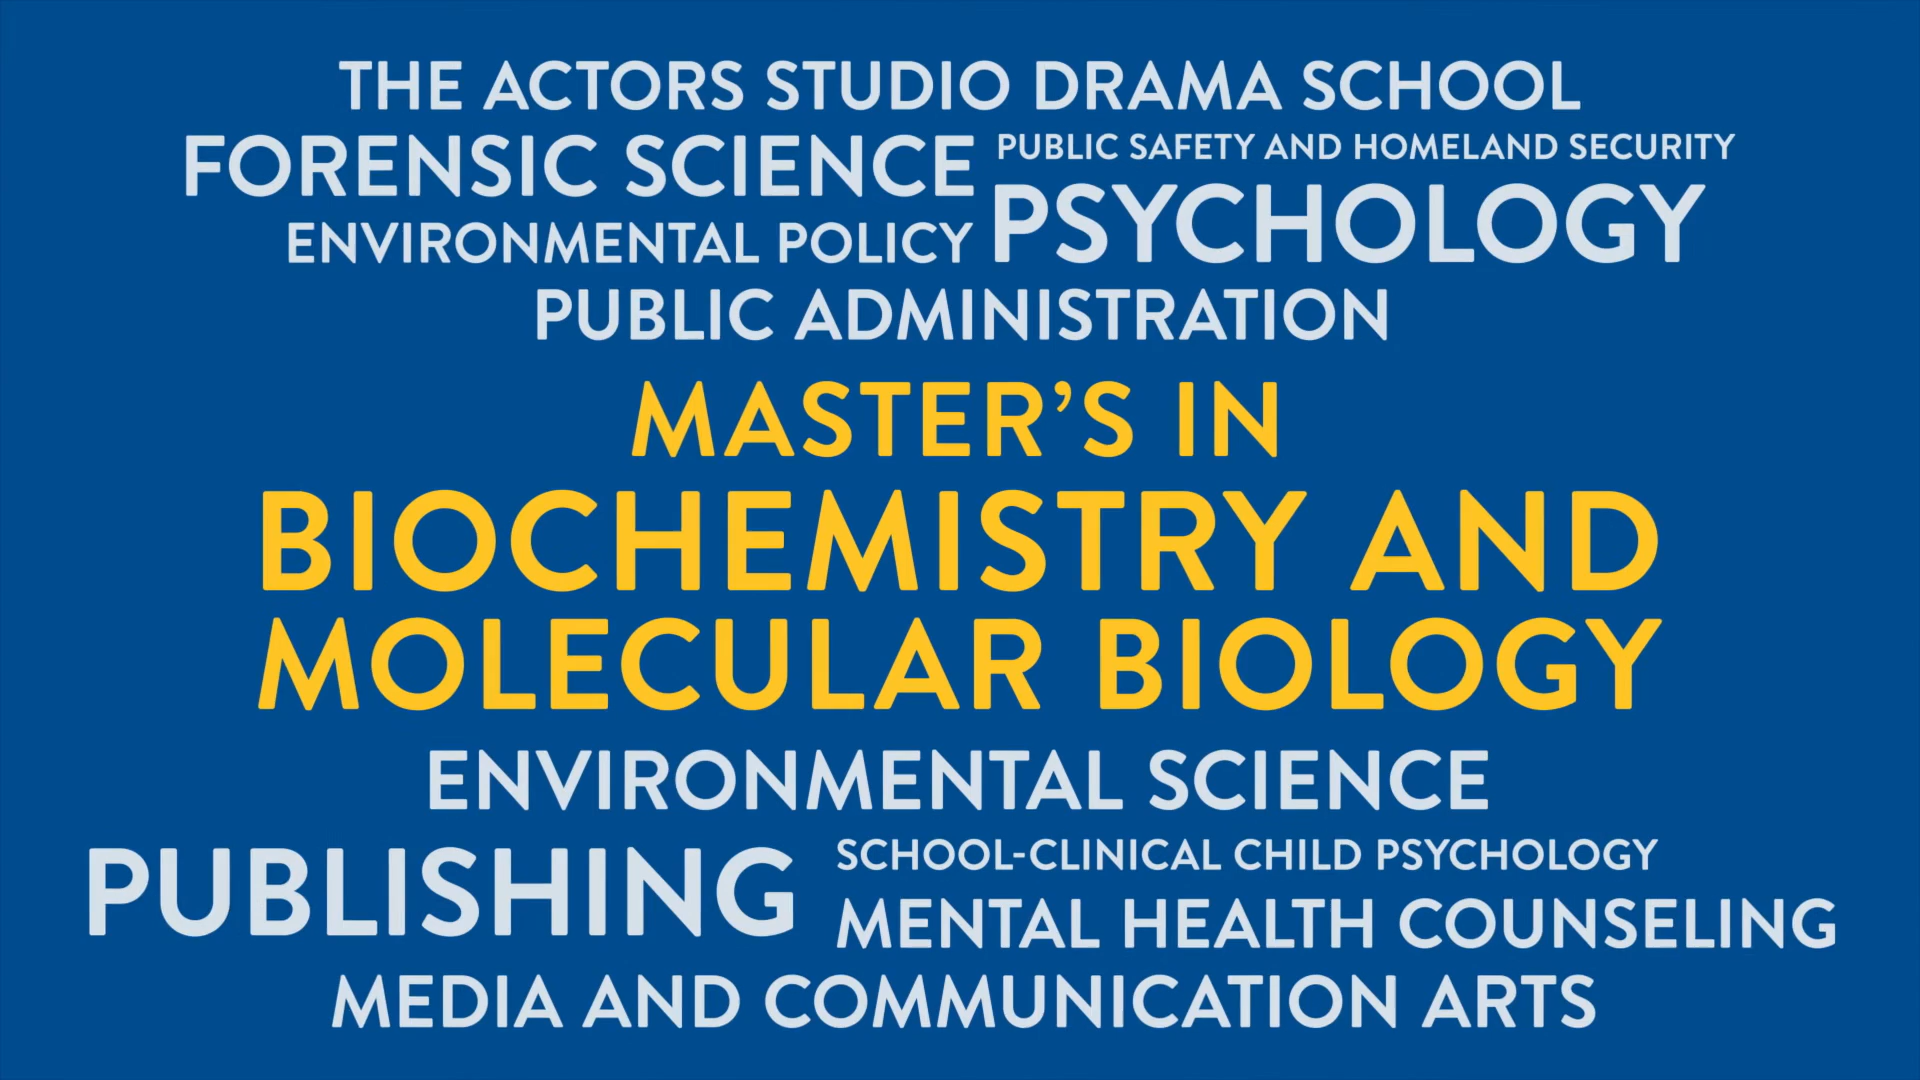 THE ACTORS STUDIO DRAMA SCHOOL
FORENSIC SCIENCE
PUBLIC SAFETY AND HOMELAND SECURITY
ENVIRONMENTAL POLICY
PSYCHOLOGY
PUBLIC ADMINISTRATION
MASTER’S IN
BIOCHEMISTRY AND
MOLECULAR BIOLOGY
ENVIRONMENTAL SCIENCE
PUBLISHING
SCHOOL-CLINICAL CHILD PSYCHOLOGY
MENTAL HEALTH COUNSELING
MEDIA AND COMMUNICATION ARTS